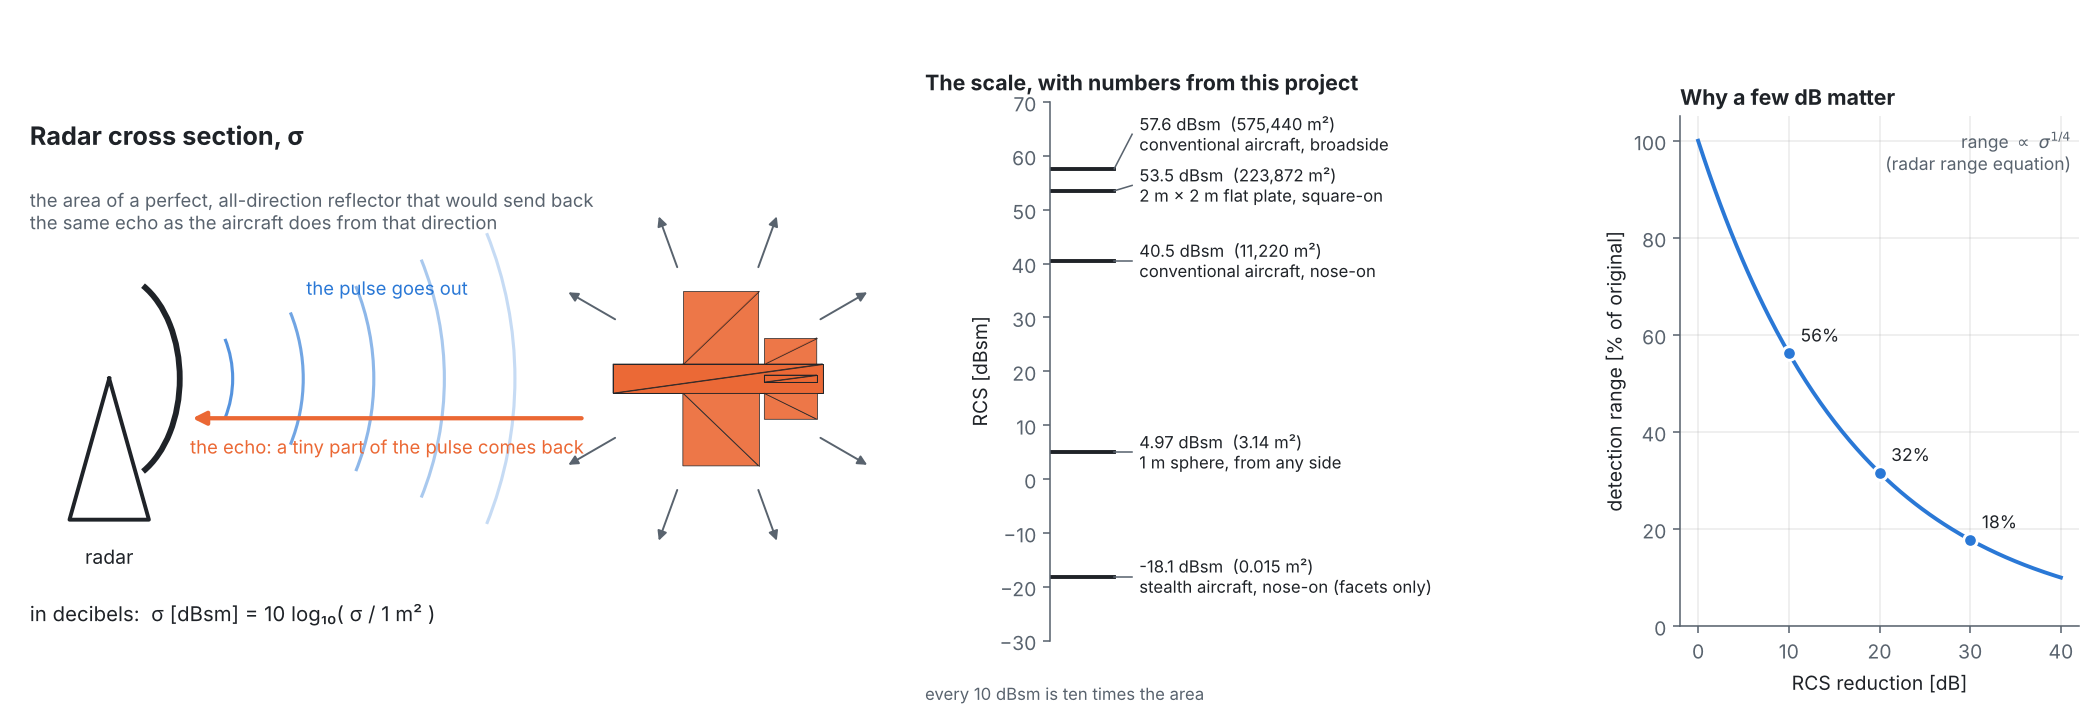 Radar cross section, σ
the area of a perfect, all-direction reflector that would send back
the same echo as the aircraft does from that direction
the pulse goes out
the echo: a tiny part of the pulse comes back
radar
in decibels:  σ [dBsm] = 10 log₁₀( σ / 1 m² )
The scale, with numbers from this project
RCS [dBsm]
70
60
50
40
30
20
10
0
−10
−20
−30
57.6 dBsm  (575,440 m²)
conventional aircraft, broadside
53.5 dBsm  (223,872 m²)
2 m × 2 m flat plate, square-on
40.5 dBsm  (11,220 m²)
conventional aircraft, nose-on
4.97 dBsm  (3.14 m²)
1 m sphere, from any side
-18.1 dBsm  (0.015 m²)
stealth aircraft, nose-on (facets only)
every 10 dBsm is ten times the area
Why a few dB matter
range ∝ σ^1/4
(radar range equation)
detection range [% of original]
100
80
60
40
20
0
56%
32%
18%
0
10
20
30
40
RCS reduction [dB]